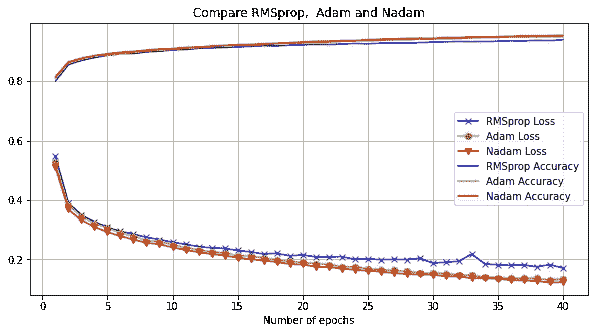 Compare RMSprop, Adam and Nadam
0.8
0.6
0.4
0.2
RMSprop Loss
Adam Loss
Nadam Loss
RMSprop Accuracy
Adam Accuracy
Nadam Accuracy
0 5 10 15 20 25 30 35 40
Number of epochs